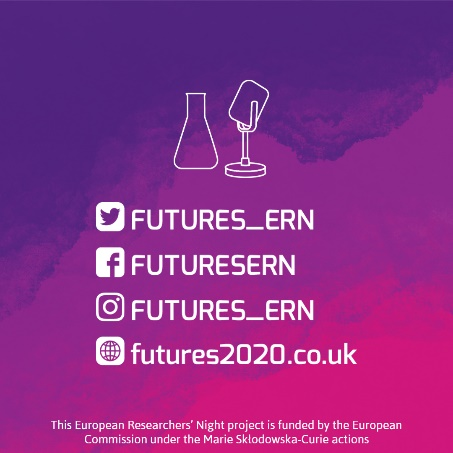 FUTURES_ERN
FUTURESERN
FUTURES_ERN
futures2020.co.uk
This European Researchers' Night project is funded by the European
Commission under the Marie Skłodowska-Curie actions